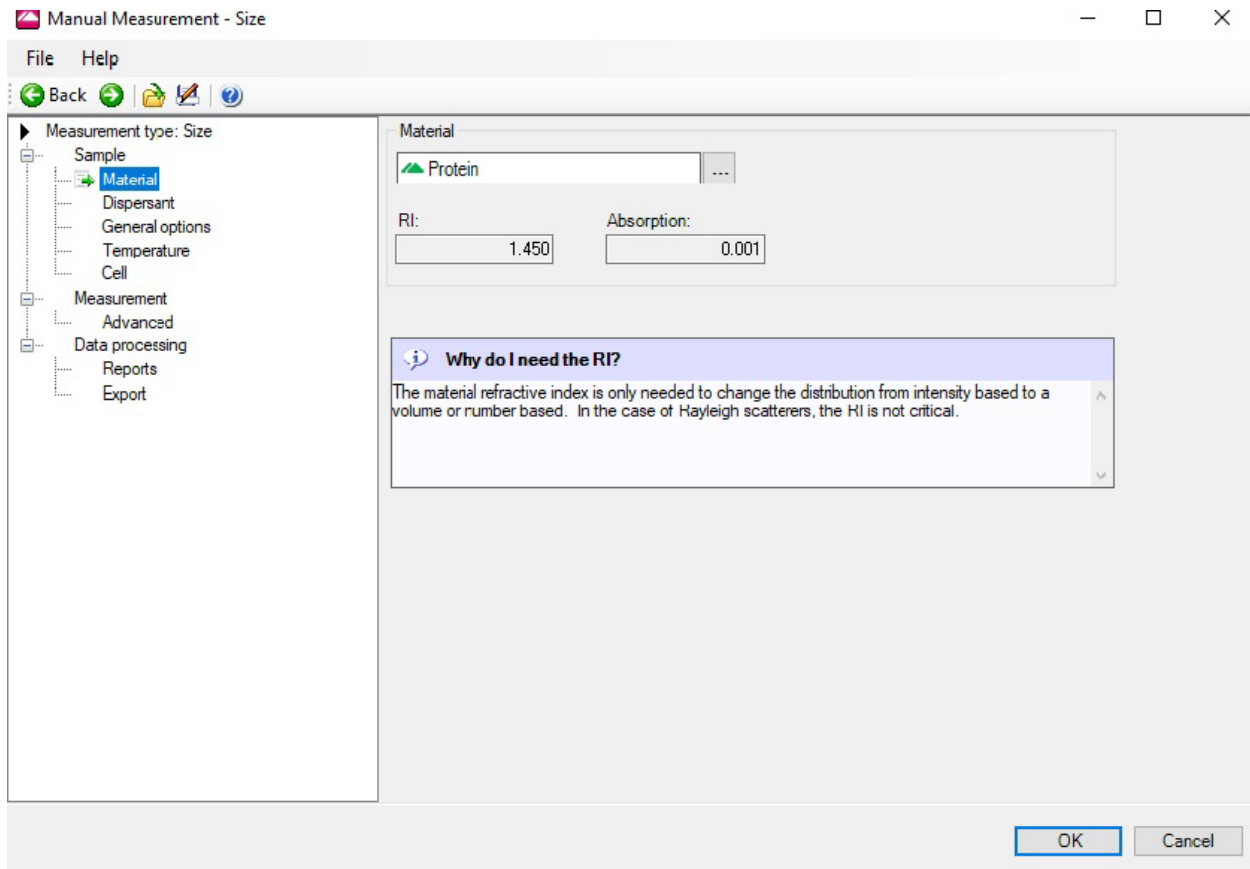 Manual Measurement - Size
File Help
Back
Measurement type: Size
Sample
Material
Dispersant
General options
Temperature
Cell
Measurement
Advanced
Data processing
Reports
Export
Material
Protein
...
RI: Absorption:
1.450 0.001
Why do I need the RI?
The material refractive index is only needed to change the distribution from intensity based to a
volume or number based. In the case of Rayleigh scatterers, the RI is not critical.
OK Cancel